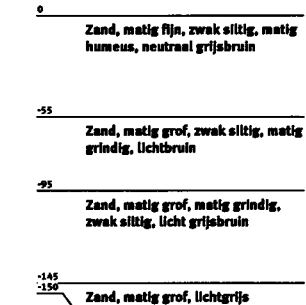 0
Zand, matig fijn, zwak siltig, matig
humeus, neutraal grijsbruin
-55
Zand, matig grof, zwak siltig, matig
grindig, lichtbruin
-95
Zand, matig grof, matig grindig,
zwak siltig, licht grijsbruin
-145
-150
Zand, matig grof, lichtgrijs